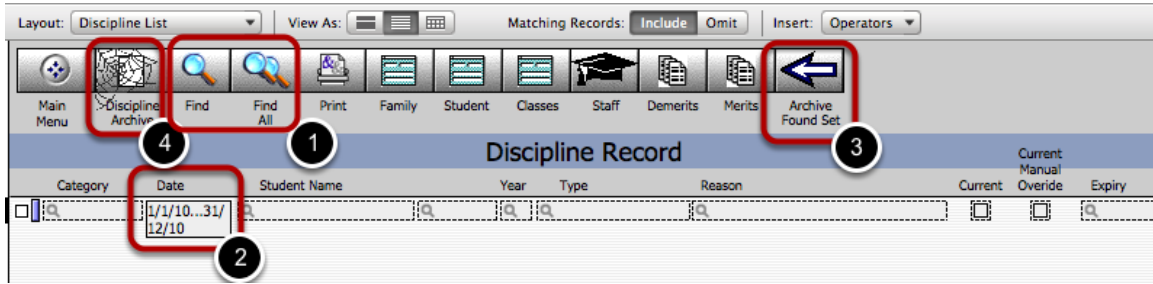 Layout: Discipline List View As: Matching Records: Include Omit Insert: Operators
Main Menu
Discipline Archive
Find
Find All
Print
Family
Student
Classes
Staff
Demerits
Merits
Archive Found Set
4
1
3
Discipline Record
Category Date Student Name Year Type Reason Current Current Manual Overide Expiry
1/1/10...31/
12/10
2